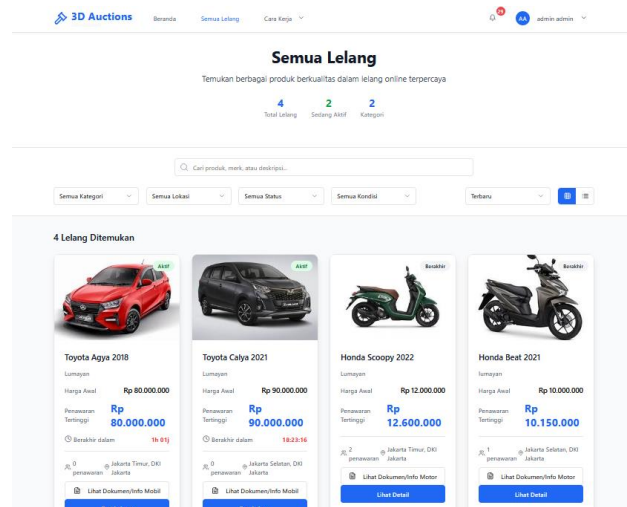 3D Auctions Beranda Semua Lelang Cara Kerja AA admin admin
Semua Lelang
Temukan berbagai produk berkualitas dalam lelang online terpercaya
4 2 2
Total Lelang Sedang Aktif Kategori
Cari produk, merk, atau deskripsi...
Semua Kategori Semua Lokasi Semua Status Semua Kondisi Terbaru
4 Lelang Ditemukan
Aktif Aktif Berakhir Berakhir
Toyota Agya 2018 Toyota Calya 2021 Honda Scoopy 2022 Honda Beat 2021
Lumayan Lumayan Lumayan lumayan
Harga Awal Rp 80.000.000 Harga Awal Rp 90.000.000 Harga Awal Rp 12.000.000 Harga Awal Rp 10.000.000
Penawaran Rp Penawaran Rp Penawaran Rp Penawaran Rp
Tertinggi 80.000.000 Tertinggi 90.000.000 Tertinggi 12.600.000 Tertinggi 10.150.000
Berakhir dalam 1h 01j Berakhir dalam 18:23:16
2 Jakarta Timur, DKI 1 Jakarta Selatan, DKI
penawaran Jakarta penawaran Jakarta
0 Jakarta Timur, DKI 0 Jakarta Selatan, DKI
penawaran Jakarta penawaran Jakarta
Lihat Dokumen/Info Motor Lihat Dokumen/Info Motor
Lihat Dokumen/Info Mobil Lihat Dokumen/Info Mobil
Lihat Detail Lihat Detail